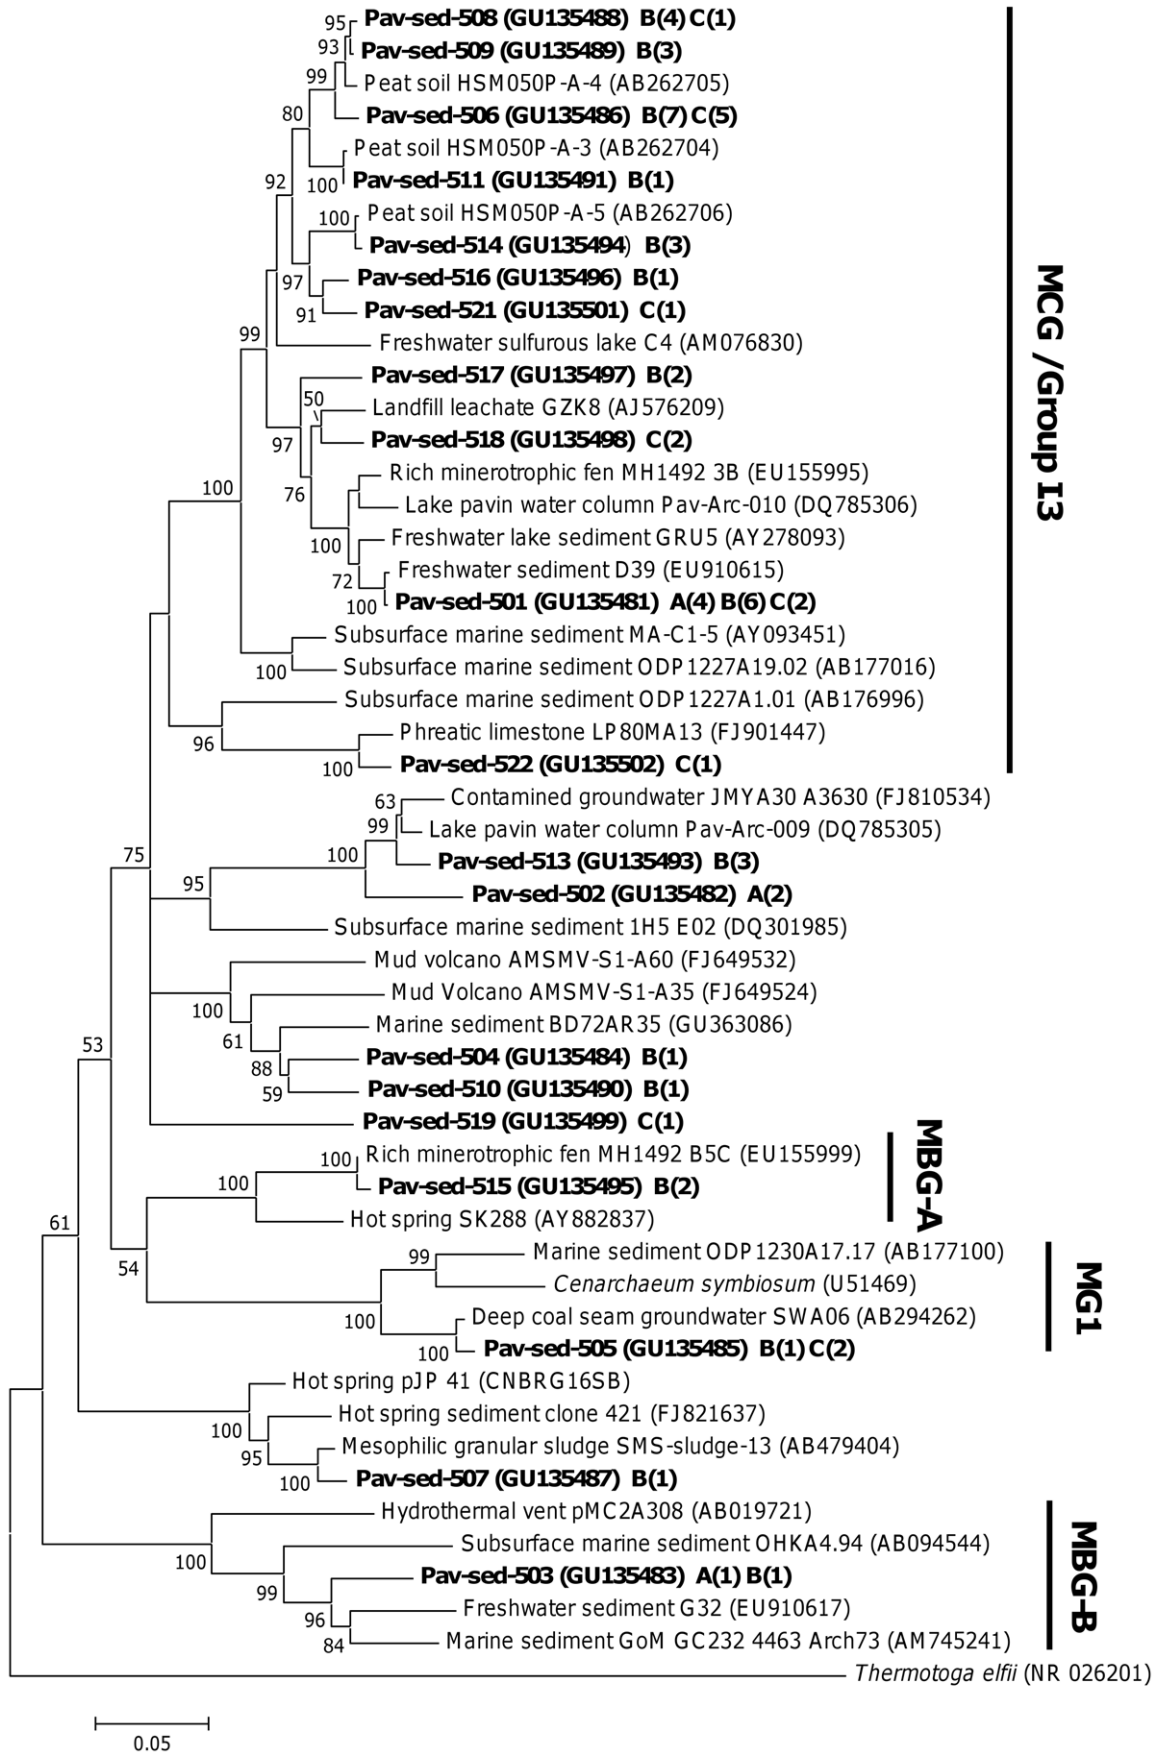 95
Pav-sed-508 (GU135488) B(4) C(1)
93
Pav-sed-509 (GU135489) B(3)
99
Peat soil HSM050P-A-4 (AB262705)
80
Pav-sed-506 (GU135486) B(7) C(5)
Peat soil HSM050P-A-3 (AB262704)
92
100
Pav-sed-511 (GU135491) B(1)
100
Peat soil HSM050P-A-5 (AB262706)
Pav-sed-514 (GU135494) B(3)
97
Pav-sed-516 (GU135496) B(1)
91
Pav-sed-521 (GU135501) C(1)
99
Freshwater sulfurous lake C4 (AM076830)
Pav-sed-517 (GU135497) B(2)
50
Landfill leachate GZK8 (AJ576209)
97
Pav-sed-518 (GU135498) C(2)
Rich minerotrophic fen MH1492 3B (EU155995)
100
76
Lake pavin water column Pav-Arc-010 (DQ785306)
100
Freshwater lake sediment GRU5 (AY278093)
72
Freshwater sediment D39 (EU910615)
100
Pav-sed-501 (GU135481) A(4) B(6) C(2)
Subsurface marine sediment MA-C1-5 (AY093451)
100
Subsurface marine sediment ODP1227A19.02 (AB177016)
Subsurface marine sediment ODP1227A1.01 (AB176996)
96
Phreatic limestone LP80MA13 (FJ901447)
100
Pav-sed-522 (GU135502) C(1)
MCG /Group I3
63
Contamined groundwater JMYA30 A3630 (FJ810534)
99
Lake pavin water column Pav-Arc-009 (DQ785305)
75
100
Pav-sed-513 (GU135493) B(3)
95
Pav-sed-502 (GU135482) A(2)
Subsurface marine sediment 1H5 E02 (DQ301985)
Mud volcano AMSMV-S1-A60 (FJ649532)
100
Mud Volcano AMSMV-S1-A35 (FJ649524)
61
Marine sediment BD72AR35 (GU363086)
53
88
Pav-sed-504 (GU135484) B(1)
59
Pav-sed-510 (GU135490) B(1)
Pav-sed-519 (GU135499) C(1)
100
Rich minerotrophic fen MH1492 B5C (EU155999)
100
Pav-sed-515 (GU135495) B(2)
61
Hot spring SK288 (AY882837)
MBG-A
54
99
Marine sediment ODP1230A17.17 (AB177100)
Cenarchaeum symbiosum (U51469)
100
Deep coal seam groundwater SWA06 (AB294262)
100
Pav-sed-505 (GU135485) B(1) C(2)
MG1
Hot spring pJP 41 (CNBRG16SB)
100
Hot spring sediment clone 421 (FJ821637)
95
Mesophilic granular sludge SMS-sludge-13 (AB479404)
100
Pav-sed-507 (GU135487) B(1)
Hydrothermal vent pMC2A308 (AB019721)
100
Subsurface marine sediment OHKA4.94 (AB094544)
99
Pav-sed-503 (GU135483) A(1) B(1)
96
Freshwater sediment G32 (EU910617)
84
Marine sediment GoM GC232 4463 Arch73 (AM745241)
MBG-B
Thermotoga elfii (NR 026201)
0.05